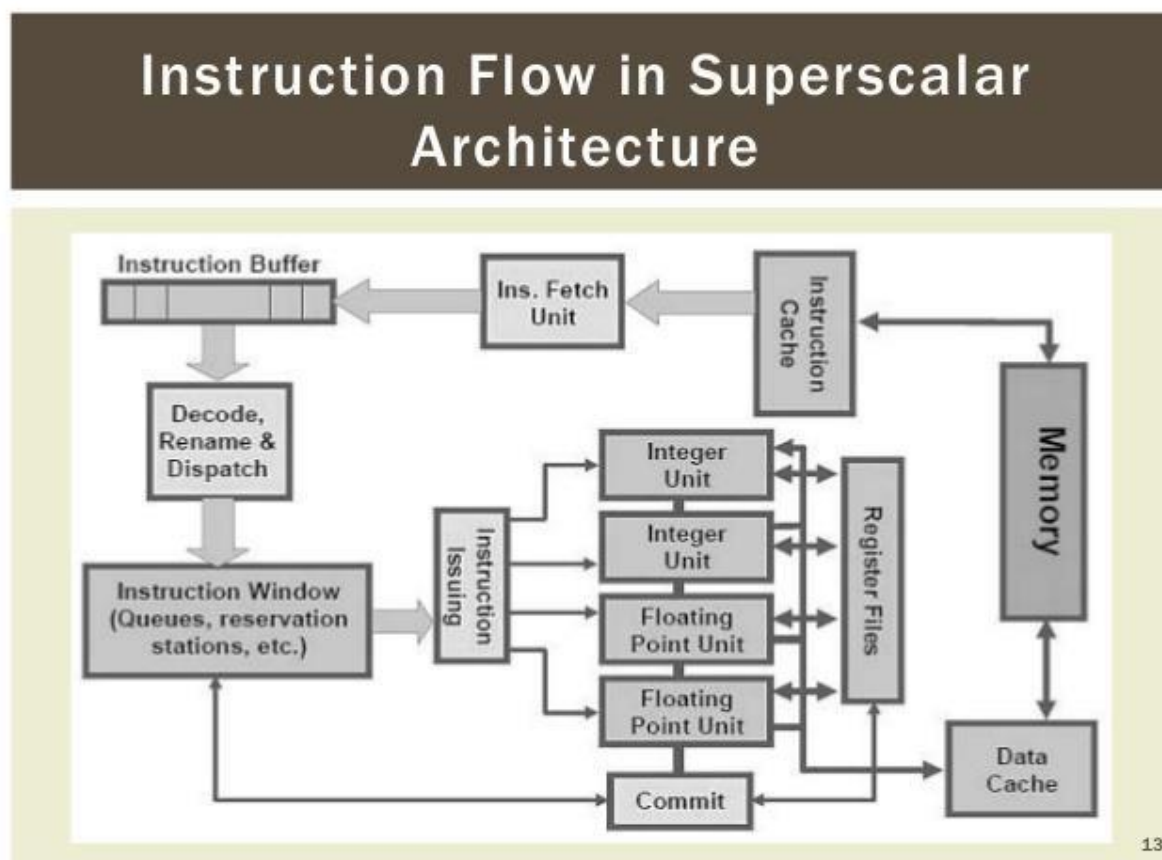 Instruction Flow in Superscalar
Architecture
Instruction Buffer
Ins. Fetch
Unit
Instruction
Cache
Decode,
Rename &
Dispatch
Memory
Integer
Unit
Instruction
Issuing
Integer
Unit
Register Files
Instruction Window
(Queues, reservation
stations, etc.)
Floating
Point Unit
Floating
Point Unit
Data
Cache
Commit
13